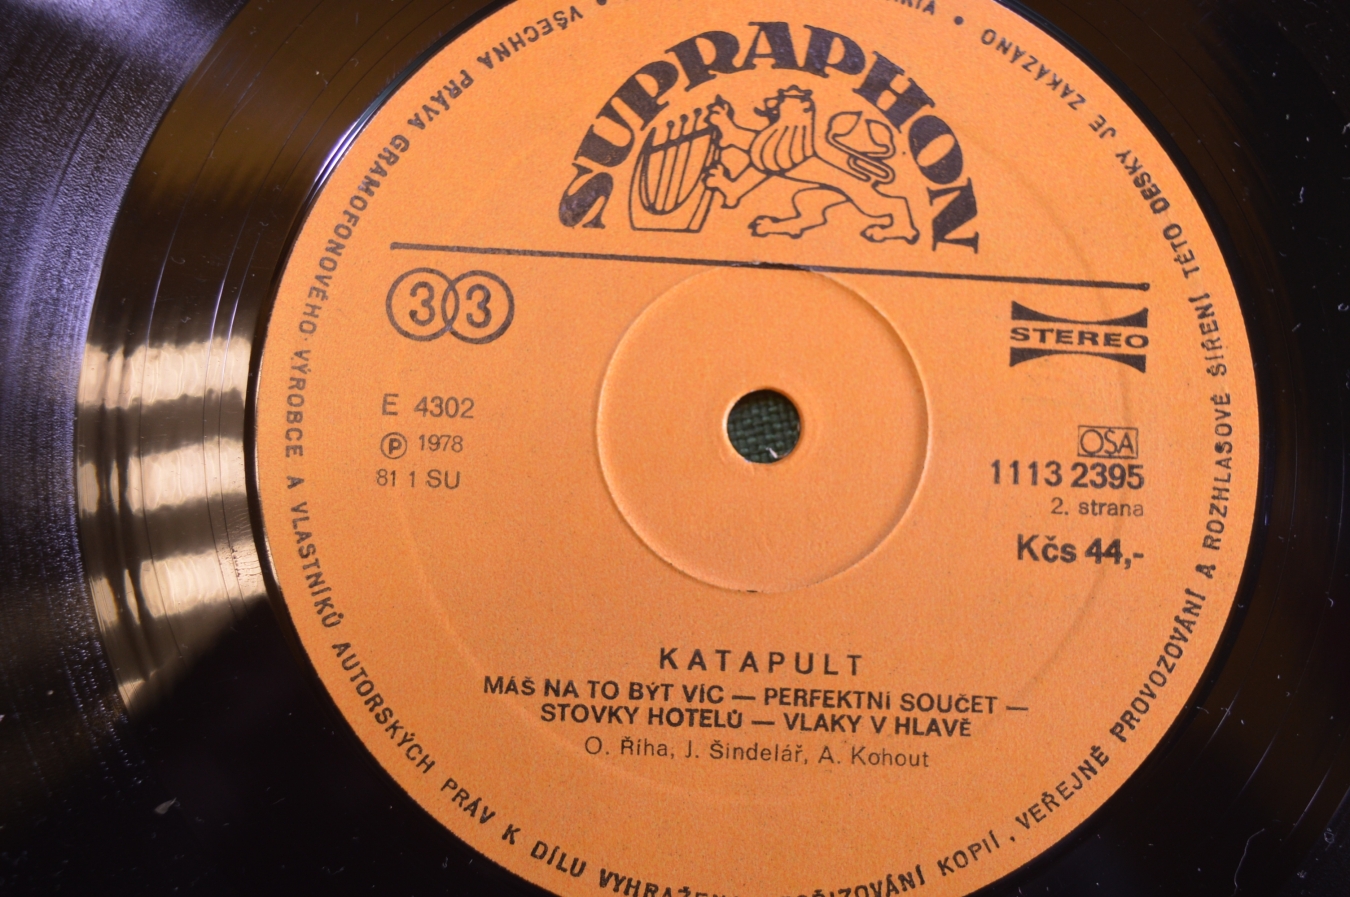 SUPRAPHON
33
STEREO
E 4302
Ⓟ 1978
81 1 SU
OSA
1113 2395
2. strana
Kčs 44,-
KATAPULT
MÁŠ NA TO BÝT VÍC — PERFEKTNÍ SOUČET —
STOVKY HOTELŮ — VLAKY V HLAVĚ
O. Říha, J. Šindelář, A. Kohout
VŠECHNA PRÁVA GRAMOFONOVÉHO VÝROBCE A VLASTNÍKŮ AUTORSKÝCH PRÁV K DÍLU
KOPIÍ, VEŘEJNÉ PROVOZOVÁNÍ A ROZHLASOVÉ ŠÍŘENÍ TÉTO DESKY JE ZAKÁZÁNO •